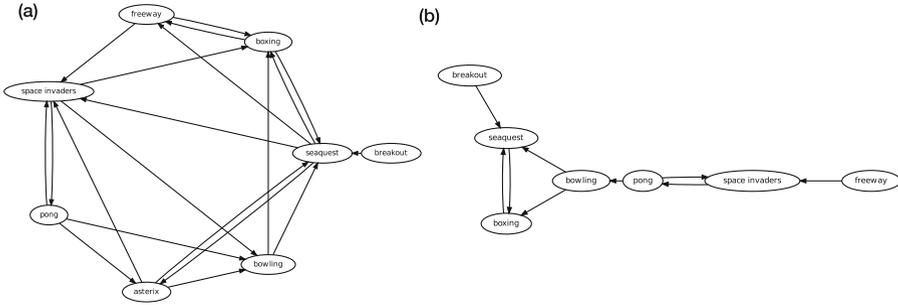 (a)
freeway
boxing
space invaders
seaquest
breakout
pong
bowling
asterix
(b)
breakout
seaquest
bowling
pong
space invaders
freeway
boxing